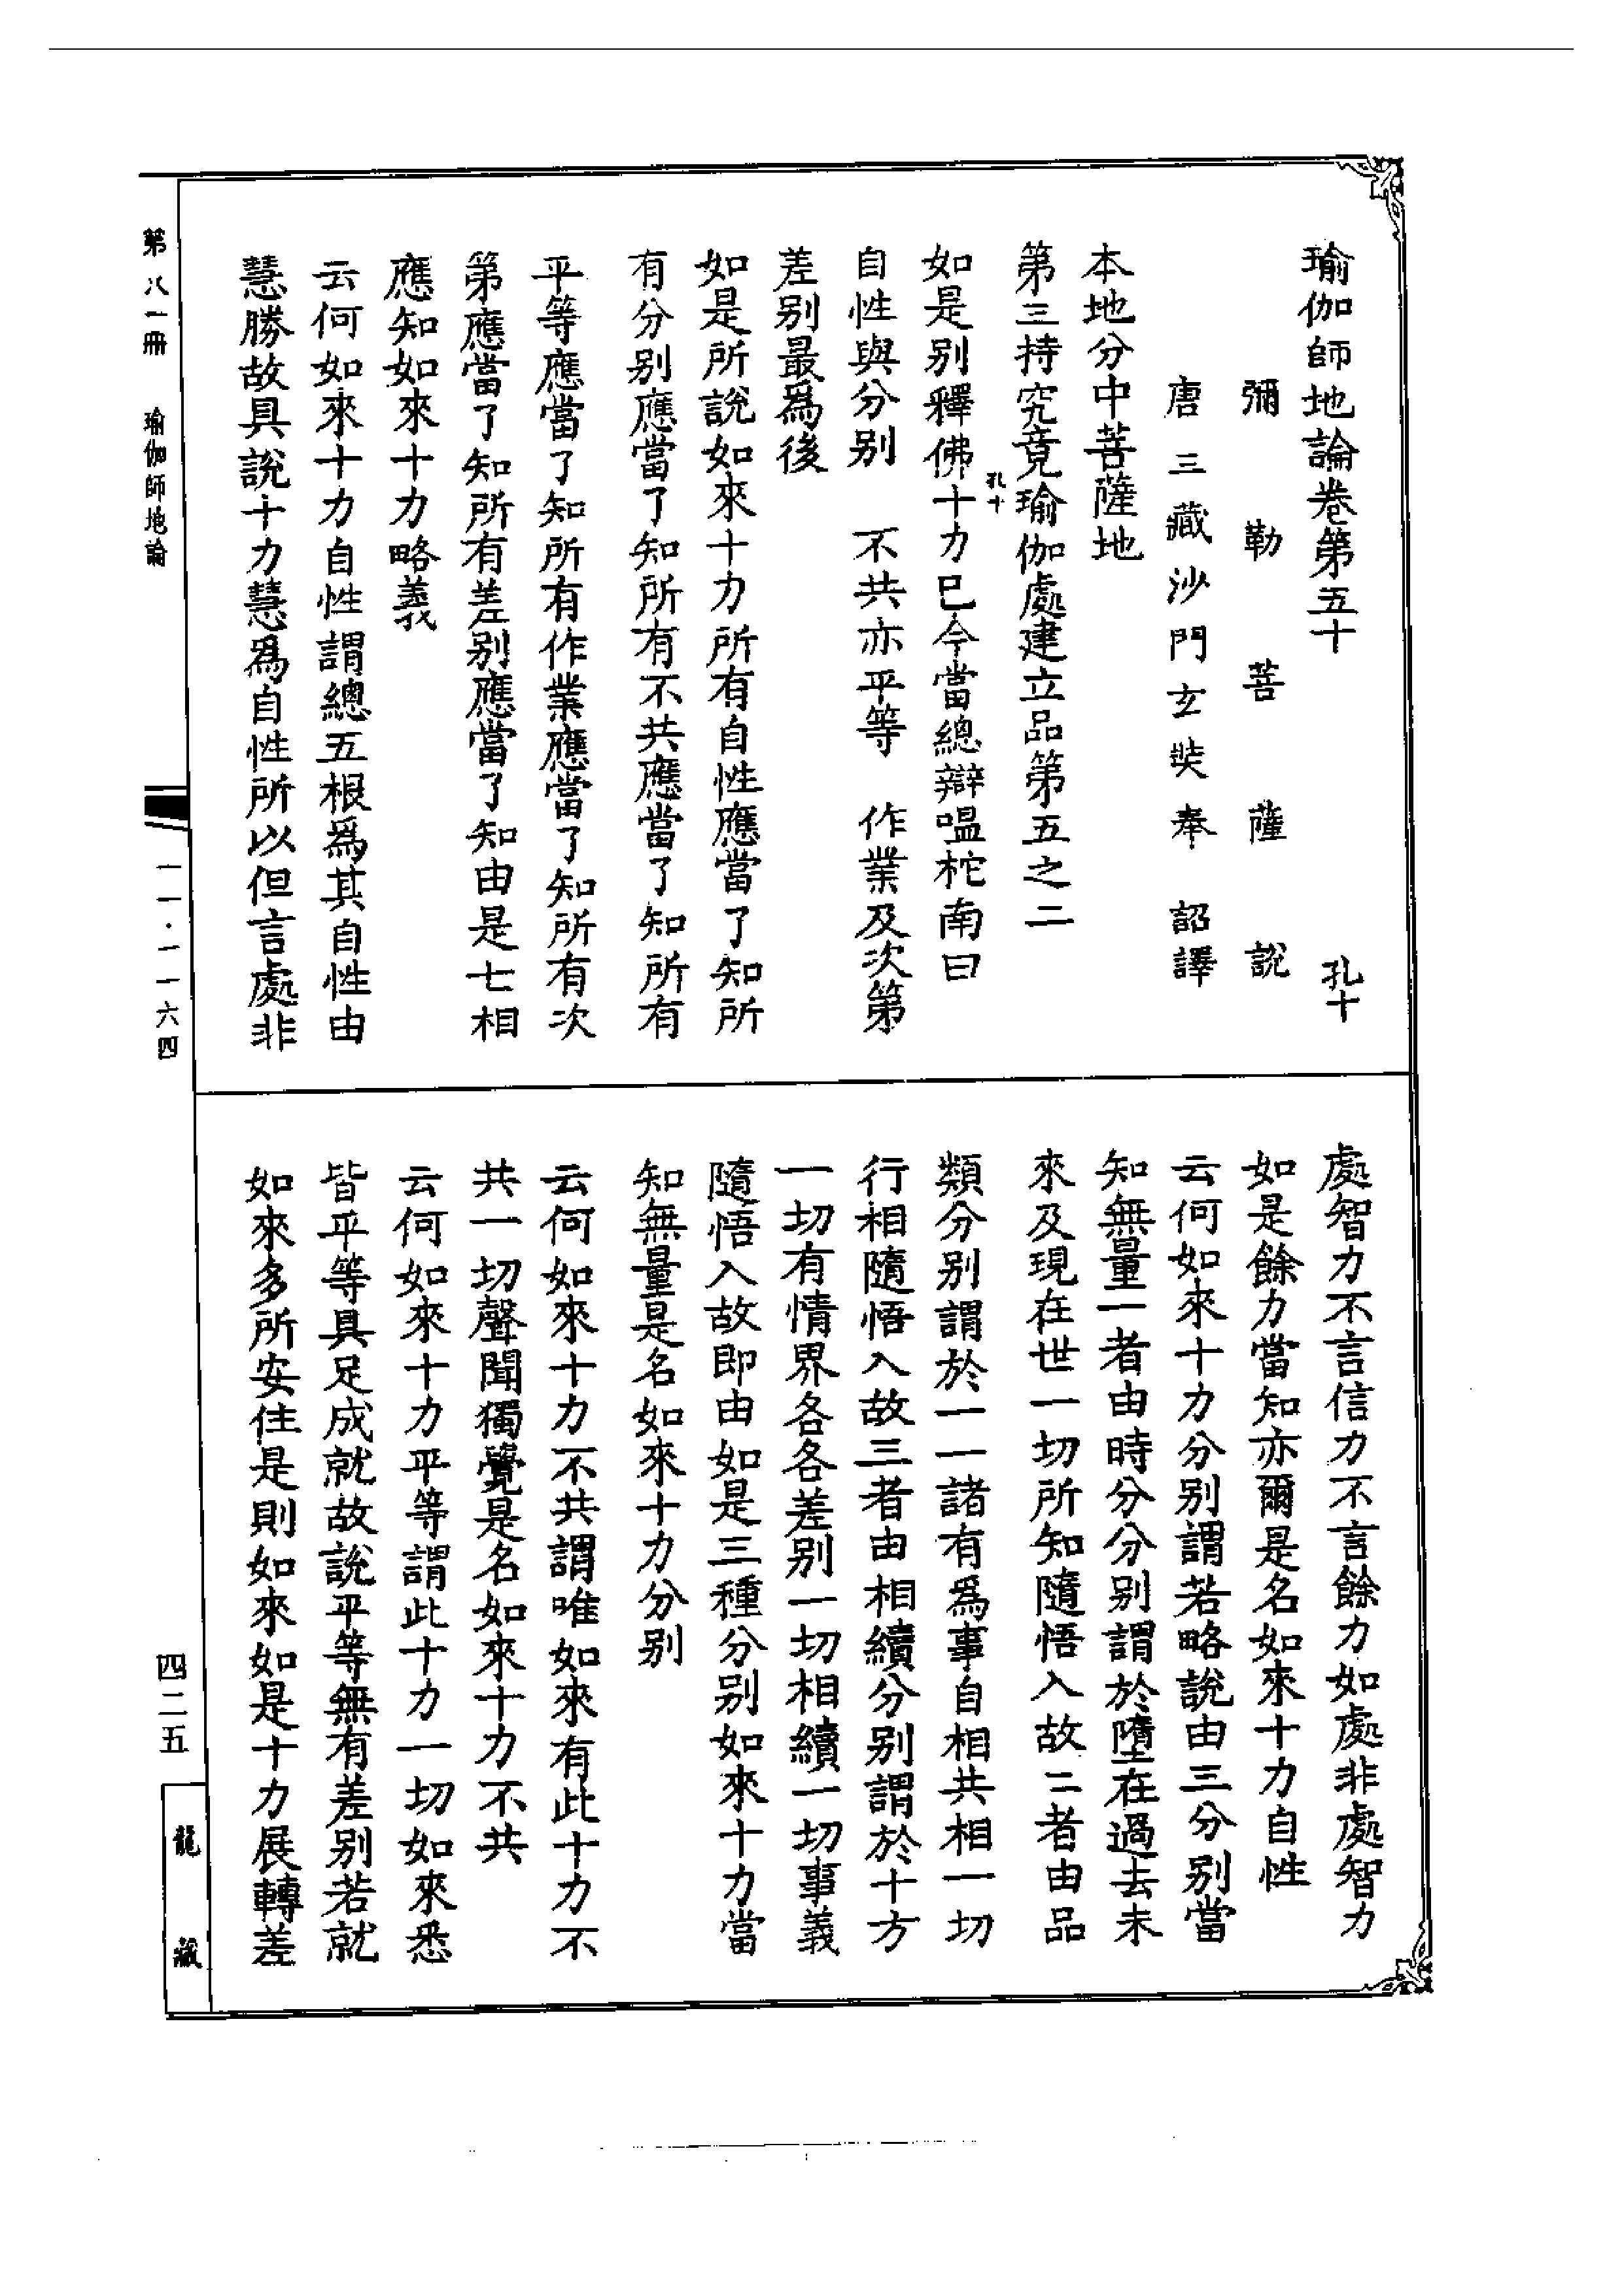 瑜伽師地論卷第五十 孔十
彌勒菩薩說
唐三藏沙門玄奘奉 詔譯
本地分中菩薩地
第三持究竟瑜伽處建立品第五之二
孔十
如是別釋佛十力已今當總辯嗢柁南曰
自性與分別 不共亦平等 作業及次第
差別最爲後
如是所說如來十力所有自性應當了知所
有分別應當了知所有不共應當了知所有
平等應當了知所有作業應當了知所有次
第應當了知所有差別應當了知由是七相
應知如來十力略義
云何如來十力自性謂總五根爲其自性由
慧勝故具說十力慧爲自性所以但言處非
處智力不言信力不言餘力如處非處智力
如是餘力當知亦爾是名如來十力自性
云何如來十力分別謂若略說由三分別當
知無量一者由時分分別謂於墮在過去未
來及現在世一切所知隨悟入故二者由品
類分別謂於一一諸有爲事自相共相一切
行相隨悟入故三者由相續分別謂於十方
一切有情界各各差別一切相續一切事義
隨悟入故即由如是三種分別如來十力當
知無量是名如來十力分別
云何如來十力不共謂唯如來有此十力不
共一切聲聞獨覺是名如來十力不共
云何如來十力平等謂此十力一切如來悉
皆平等具足成就故說平等無有差別若就
如來多所安住是則如來如是十力展轉差
第八一冊 瑜伽師地論
一一·一一六四
四二五
龍藏